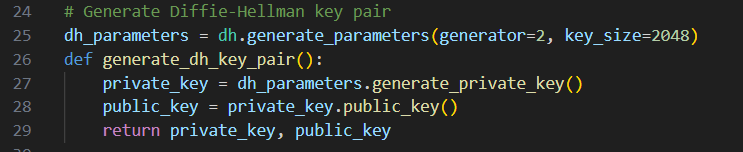 24 # Generate Diffie-Hellman key pair
25 dh_parameters = dh.generate_parameters(generator=2, key_size=2048)
26 def generate_dh_key_pair():
27     private_key = dh_parameters.generate_private_key()
28     public_key = private_key.public_key()
29     return private_key, public_key